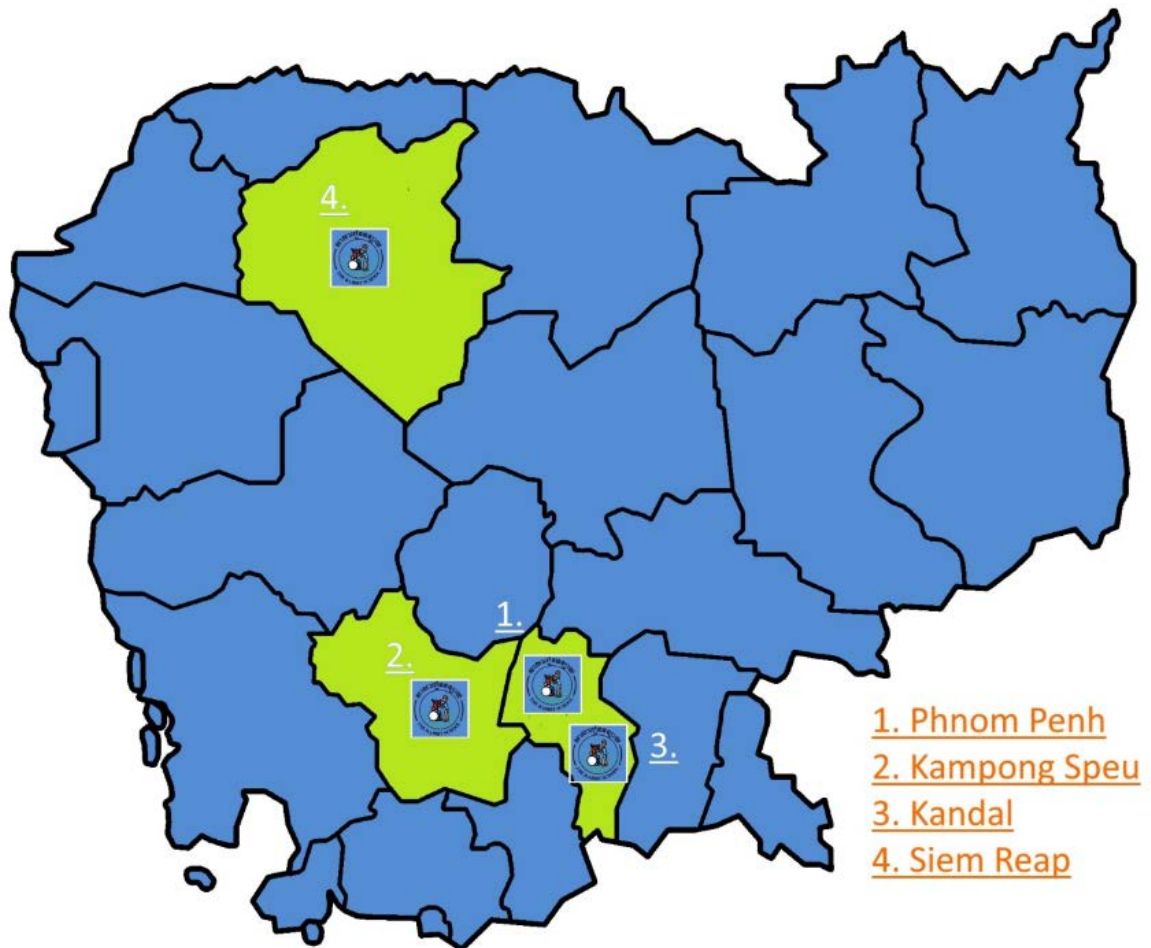 4.
1.
2.
3.
1. Phnom Penh
2. Kampong Speu
3. Kandal
4. Siem Reap